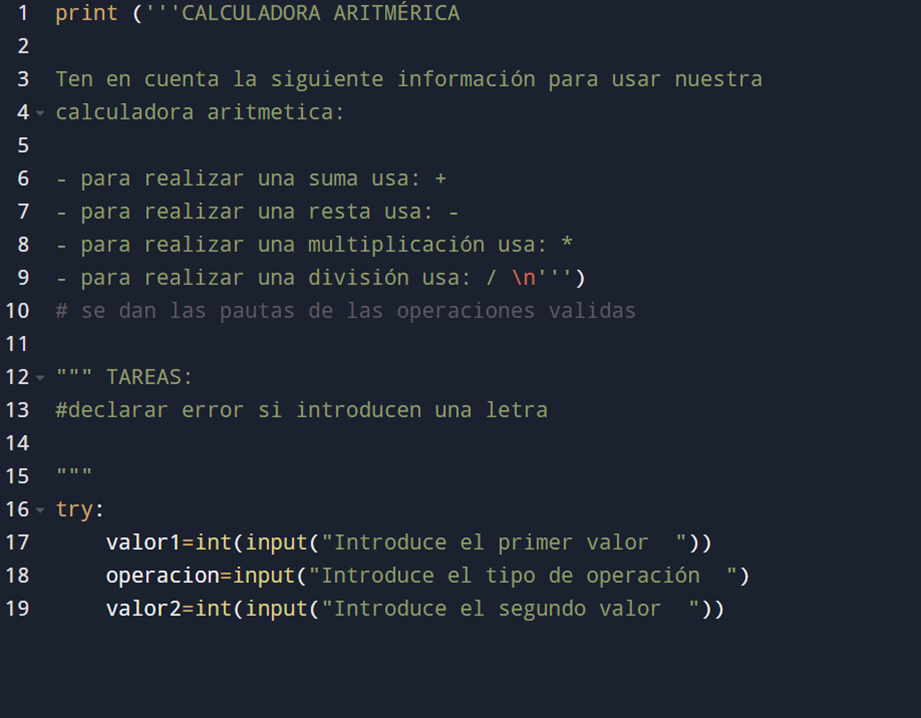 1 print ('''CALCULADORA ARITMÉRICA
2
3 Ten en cuenta la siguiente información para usar nuestra
4 calculadora aritmetica:
5
6 - para realizar una suma usa: +
7 - para realizar una resta usa: -
8 - para realizar una multiplicación usa: *
9 - para realizar una división usa: / \n''')
10 # se dan las pautas de las operaciones validas
11
12 """ TAREAS:
13 #declarar error si introducen una letra
14
15 """
16 try:
17     valor1=int(input("Introduce el primer valor  "))
18     operacion=input("Introduce el tipo de operación  ")
19     valor2=int(input("Introduce el segundo valor  "))